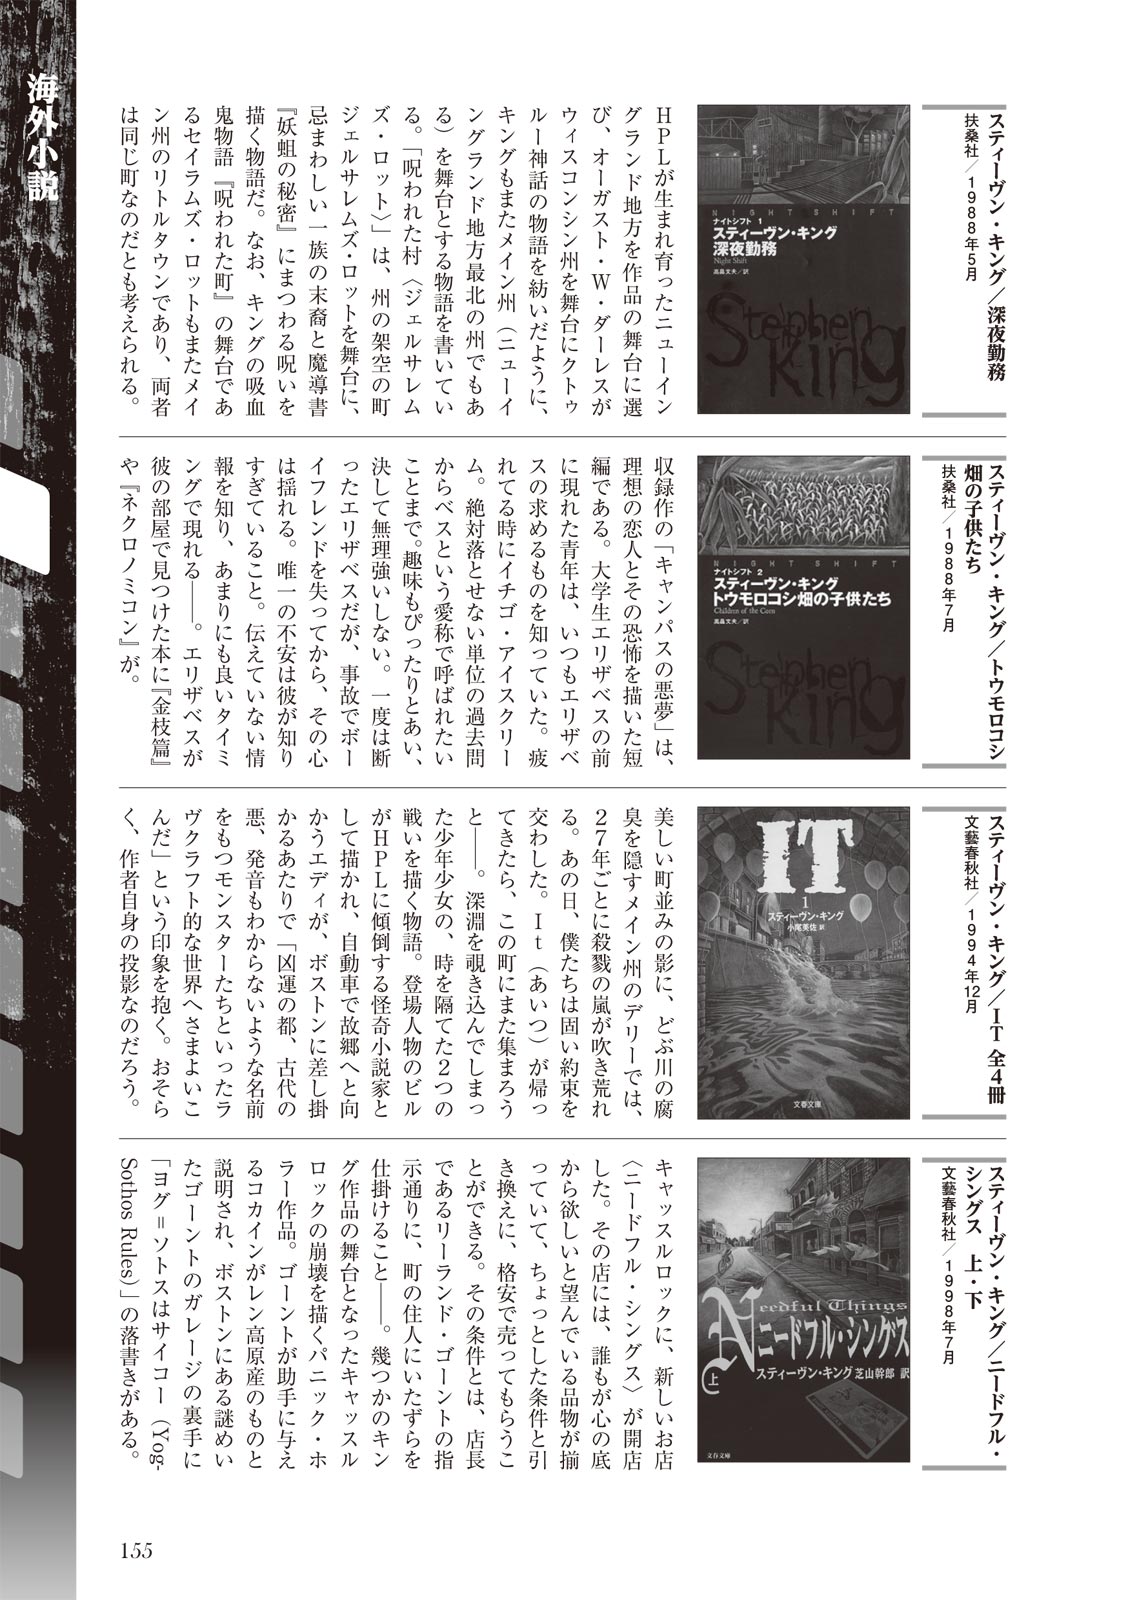 海外小説
スティーヴン・キング／深夜勤務
扶桑社／1988年5月
NIGHT SHIFT
ナイトシフト 1
スティーヴン・キング
深夜勤務
Night Shift
高畠文夫／訳
Stephen King
HPLが生まれ育ったニューイン
グランド地方を作品の舞台に選
び、オーガスト・W・ダーレスが
ウィスコンシン州を舞台にクトゥ
ルー神話の物語を紡いだように、
キングもまたメイン州（ニューイ
ングランド地方最北の州でもあ
る）を舞台とする物語を書いてい
る。「呪われた村〈ジェルサレム
ズ・ロット〉」は、州の架空の町
ジェルサレムズ・ロットを舞台に、
忌まわしい一族の末裔と魔導書
『妖蛆の秘密』にまつわる呪いを
描く物語だ。なお、キングの吸血
鬼物語『呪われた町』の舞台であ
るセイラムズ・ロットもまたメイ
ン州のリトルタウンであり、両者
は同じ町なのだとも考えられる。
スティーヴン・キング／トウモロコシ
畑の子供たち
扶桑社／1988年7月
NIGHT SHIFT
ナイトシフト 2
スティーヴン・キング
トウモロコシ畑の子供たち
Children of the Corn
高畠文夫／訳
Stephen King
収録作の「キャンパスの悪夢」は、
理想の恋人とその恐怖を描いた短
編である。大学生エリザベスの前
に現れた青年は、いつもエリザベ
スの求めるものを知っていた。疲
れてる時にイチゴ・アイスクリー
ム。絶対落とせない単位の過去問
からベスという愛称で呼ばれたい
ことまで。趣味もぴったりとあい、
決して無理強いしない。一度は断
ったエリザベスだが、事故でボー
イフレンドを失ってから、その心
は揺れる。唯一の不安は彼が知り
すぎていること。伝えていない情
報を知り、あまりにも良いタイミ
ングで現れる――。エリザベスが
彼の部屋で見つけた本に『金枝篇』
や『ネクロノミコン』が。
スティーヴン・キング／IT 全4冊
文藝春秋社／1994年12月
IT
1
スティーヴン・キング
小尾芙佐 訳
文春文庫
美しい町並みの影に、どぶ川の腐
臭を隠すメイン州のデリーでは、
27年ごとに殺戮の嵐が吹き荒れ
る。あの日、僕たちは固い約束を
交わした。It（あいつ）が帰っ
てきたら、この町にまた集まろう
と――。深淵を覗き込んでしまっ
た少年少女の、時を隔てた2つの
戦いを描く物語。登場人物のビル
がHPLに傾倒する怪奇小説家と
して描かれ、自動車で故郷へと向
かうエディが、ボストンに差し掛
かるあたりで「凶運の都、古代の
悪、発音もわからないような名前
をもつモンスターたちといったラ
ヴクラフト的な世界へさまよいこ
んだ」という印象を抱く。おそら
く、作者自身の投影なのだろう。
スティーヴン・キング／ニードフル・
シングス 上・下
文藝春秋社／1998年7月
Needful Things
ニードフル・シングス
上
スティーヴン・キング 芝山幹郎 訳
文春文庫
キャッスルロックに、新しいお店
〈ニードフル・シングス〉が開店
した。その店には、誰もが心の底
から欲しいと望んでいる品物が揃
っていて、ちょっとした条件と引
き換えに、格安で売ってもらうこ
とができる。その条件とは、店長
であるリーランド・ゴーントの指
示通りに、町の住人にいたずらを
仕掛けること――。幾つかのキン
グ作品の舞台となったキャッスル
ロックの崩壊を描くパニック・ホ
ラー作品。ゴーントが助手に与え
るコカインがレン高原産のものと
説明され、ボストンにある謎めい
たゴーントのガレージの裏手に
「ヨグ＝ソトスはサイコー（Yog-
Sothos Rules）」の落書きがある。
155